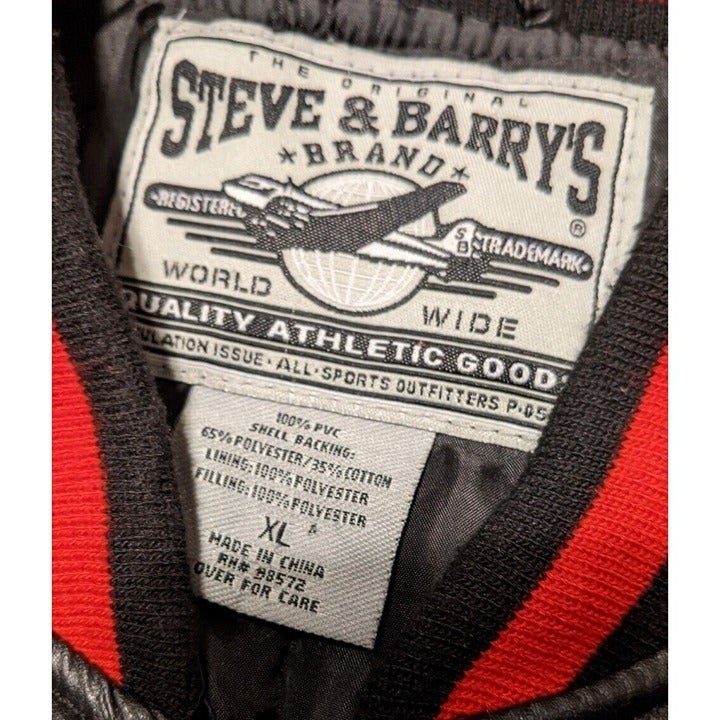 THE ORIGINAL
STEVE & BARRY'S
BRAND
REGISTERED TRADEMARK
SB
®
WORLD WIDE
QUALITY ATHLETIC GOODS
ISSUE · ALL · SPORTS OUTFITTERS
100% PVC
SHELL BACKING:
65% POLYESTER/35% COTTON
LINING: 100% POLYESTER
FILLING: 100% POLYESTER
XL
MADE IN CHINA
RN# 98572
OVER FOR CARE